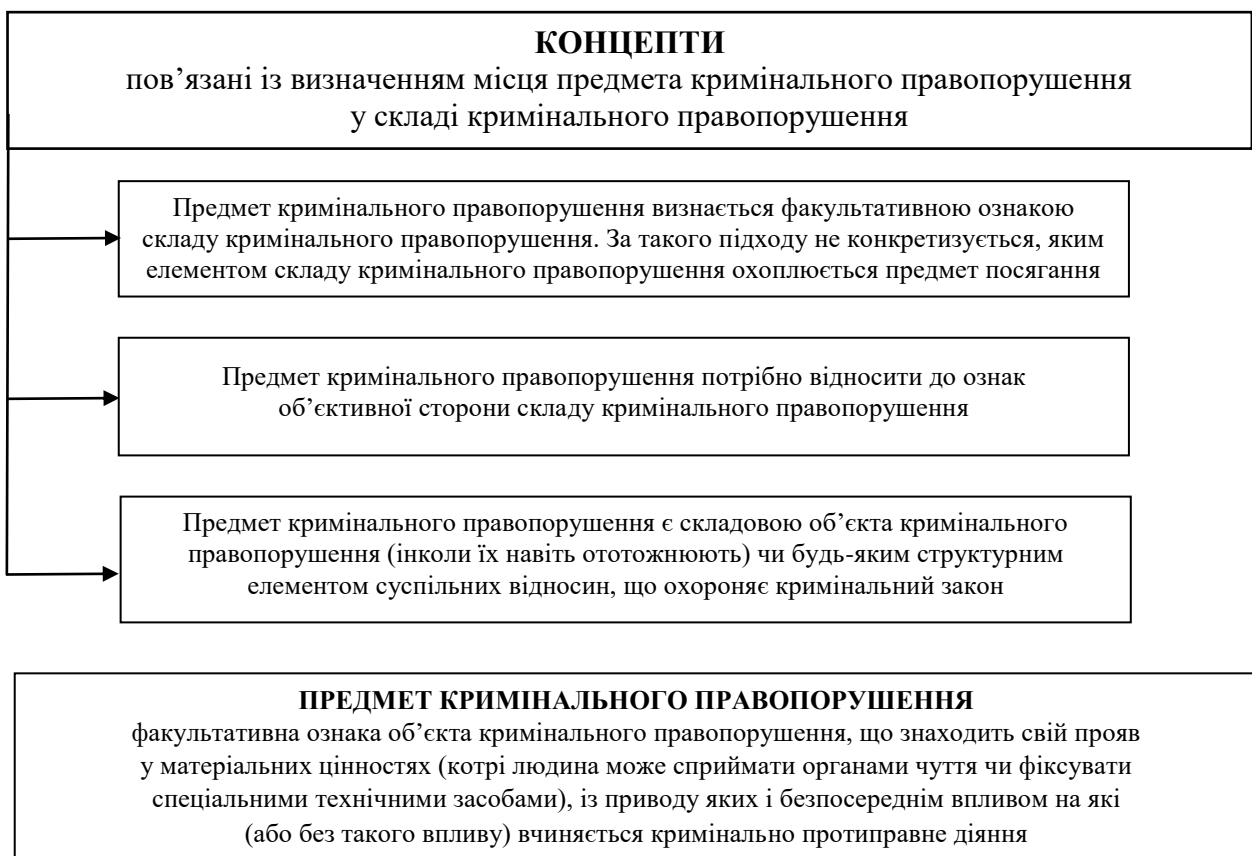 КОНЦЕПТИ
пов’язані із визначенням місця предмета кримінального правопорушення
у складі кримінального правопорушення
Предмет кримінального правопорушення визнається факультативною ознакою
складу кримінального правопорушення. За такого підходу не конкретизується, яким
елементом складу кримінального правопорушення охоплюється предмет посягання
Предмет кримінального правопорушення потрібно відносити до ознак
об’єктивної сторони складу кримінального правопорушення
Предмет кримінального правопорушення є складовою об’єкта кримінального
правопорушення (інколи їх навіть ототожнюють) чи будь-яким структурним
елементом суспільних відносин, що охороняє кримінальний закон
ПРЕДМЕТ КРИМІНАЛЬНОГО ПРАВОПОРУШЕННЯ
факультативна ознака об’єкта кримінального правопорушення, що знаходить свій прояв
у матеріальних цінностях (котрі людина може сприймати органами чуття чи фіксувати
спеціальними технічними засобами), із приводу яких і безпосереднім впливом на які
(або без такого впливу) вчиняється кримінально протиправне діяння